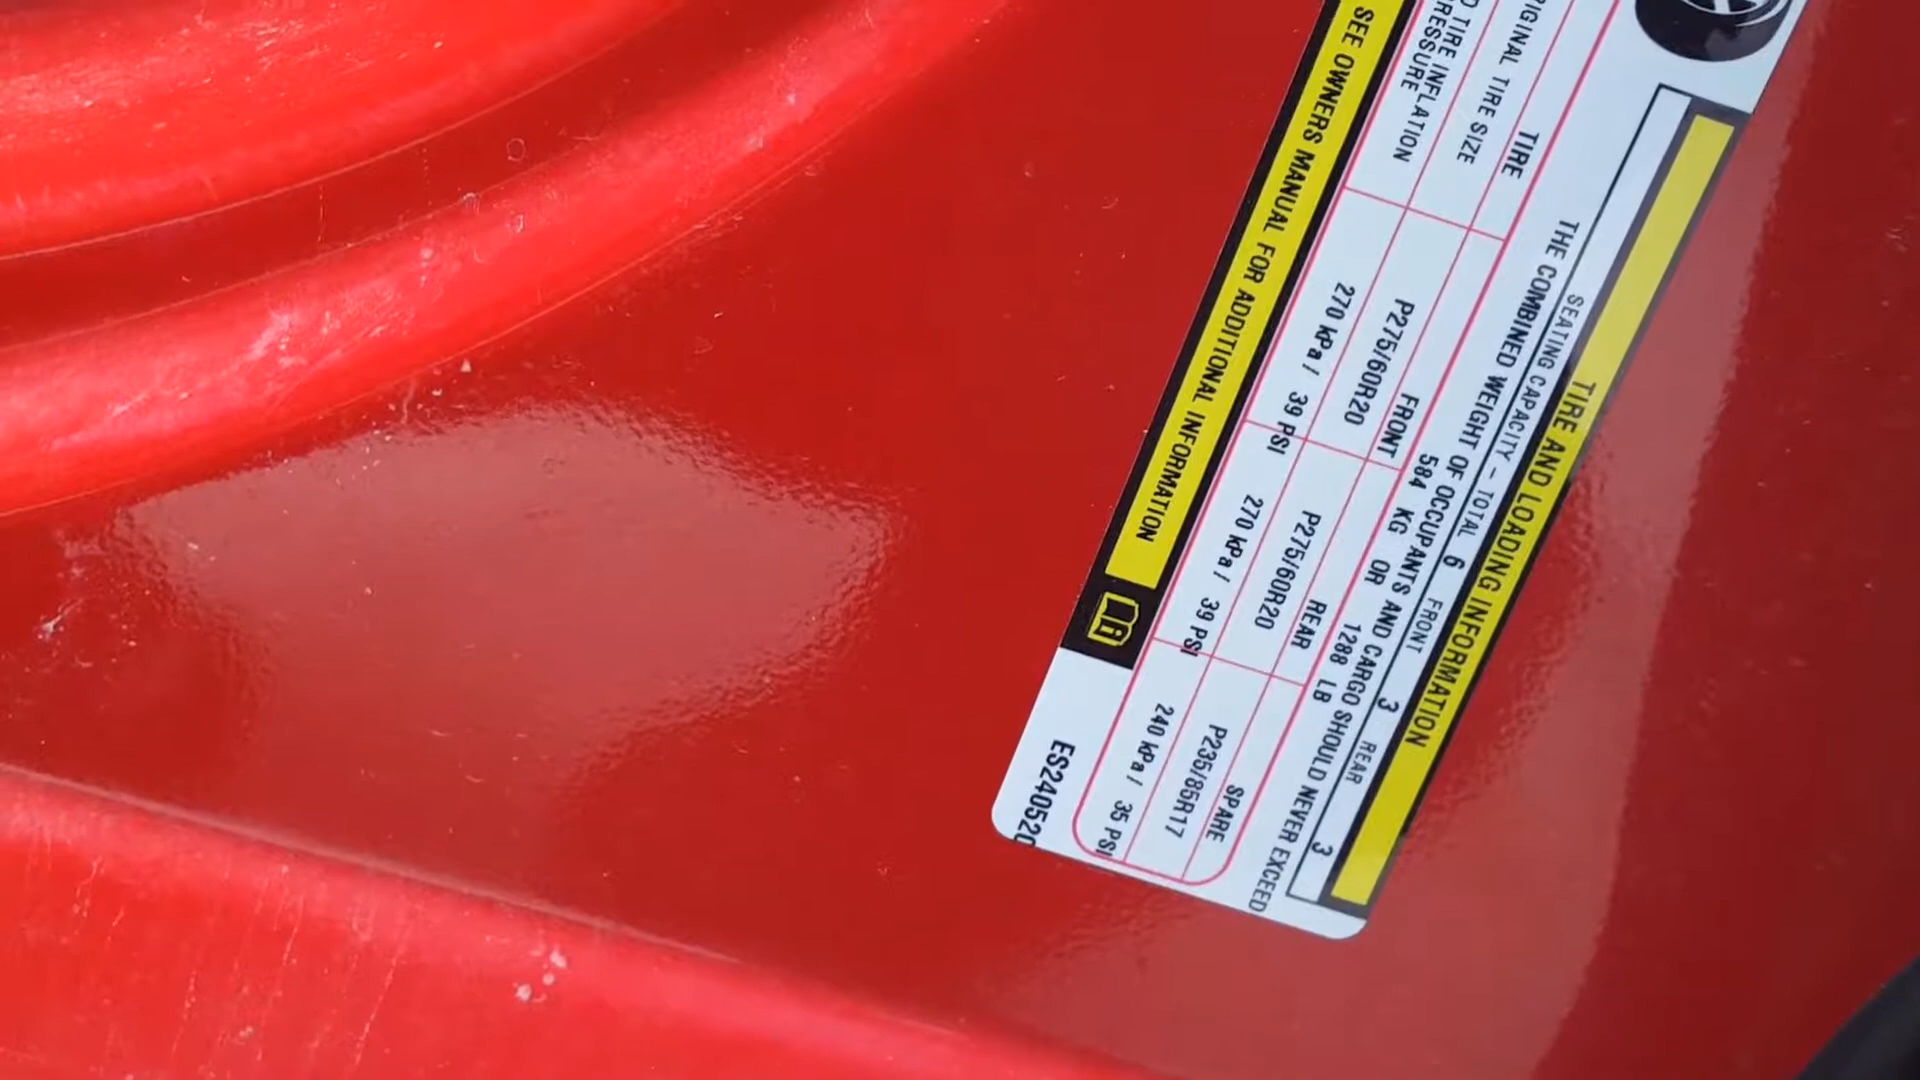 TIRE AND LOADING INFORMATION
SEATING CAPACITY - TOTAL 6 FRONT 3 REAR 3
THE COMBINED WEIGHT OF OCCUPANTS AND CARGO SHOULD NEVER EXCEED
584 KG OR 1288 LB
TIRE FRONT REAR SPARE
IGINAL TIRE SIZE P275/60R20 P275/60R20 P235/85R17
D TIRE INFLATION
RESSURE 270 kPa / 39 PSI 270 kPa / 39 PSI 240 kPa / 35 PSI
SEE OWNERS MANUAL FOR ADDITIONAL INFORMATION
ES240520